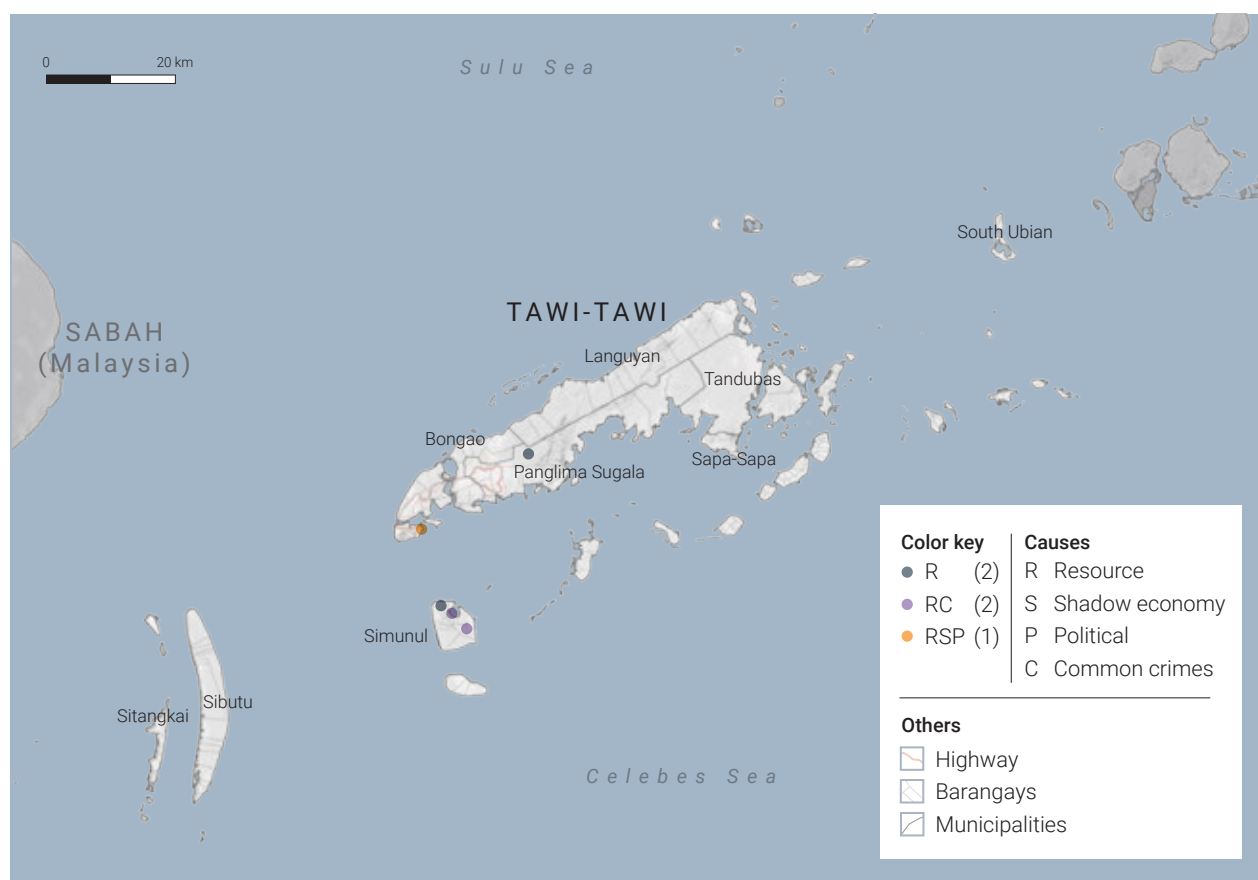 0 20 km
Sulu Sea
South Ubian
TAWI-TAWI
SABAH
(Malaysia)
Languyan
Tandubas
Bongao
Sapa-Sapa
Panglima Sugala
Simunul
Sibutu
Sitangkai
Celebes Sea
Color key
R (2)
RC (2)
RSP (1)
Causes
R Resource
S Shadow economy
P Political
C Common crimes
Others
Highway
Barangays
Municipalities